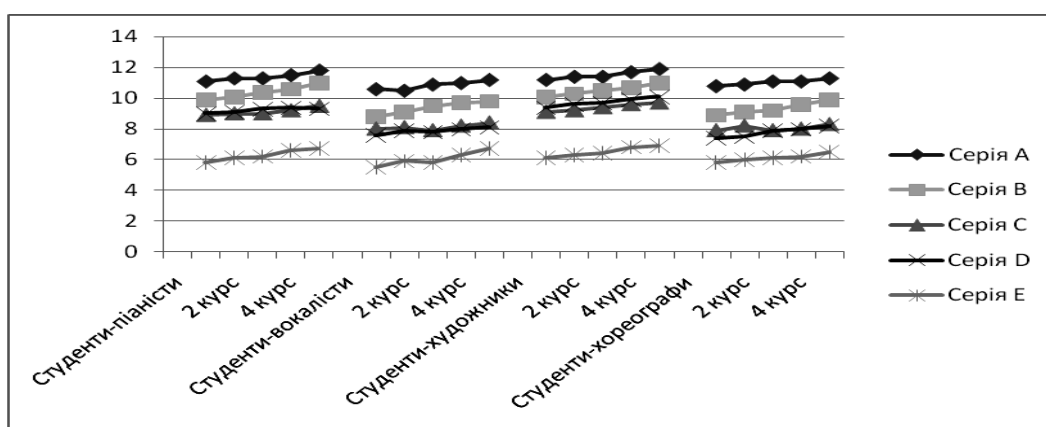 14
12
10
8
6
4
2
0
Студенти-піаністи
2 курс
4 курс
Студенти-вокалісти
2 курс
4 курс
Студенти-художники
2 курс
4 курс
Студенти-хореографи
2 курс
4 курс
Серія A
Серія B
Серія C
Серія D
Серія E